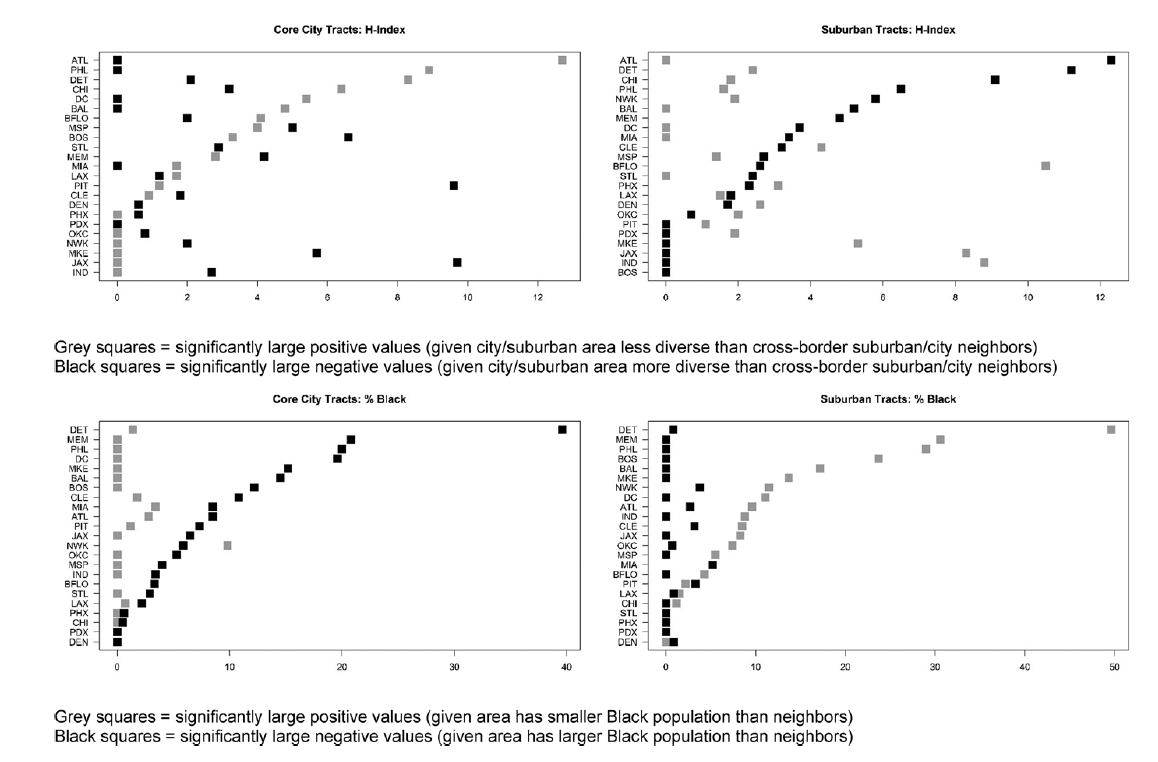 Core City Tracts: H-Index
ATL
PHL
DET
CHI
DC
BAL
BFLO
MSP
BOS
STL
MEM
MIA
LAX
PIT
CLE
DEN
PHX
PDX
OKC
NWK
MKE
JAX
IND
0 2 4 6 8 10 12
Suburban Tracts: H-Index
ATL
DET
CHI
PHL
NWK
BAL
MEM
DC
MIA
CLE
MSP
BFLO
STL
PHX
LAX
DEN
OKC
PIT
PDX
MKE
JAX
IND
BOS
0 2 4 6 8 10 12
Grey squares = significantly large positive values (given city/suburban area less diverse than cross-border suburban/city neighbors)
Black squares = significantly large negative values (given city/suburban area more diverse than cross-border suburban/city neighbors)
Core City Tracts: % Black
DET
MEM
PHL
DC
MKE
BAL
BOS
CLE
MIA
ATL
PIT
JAX
NWK
OKC
MSP
IND
BFLO
STL
LAX
PHX
CHI
PDX
DEN
0 10 20 30 40
Suburban Tracts: % Black
DET
MEM
PHL
BOS
BAL
MKE
NWK
DC
ATL
IND
CLE
JAX
OKC
MSP
MIA
BFLO
PIT
LAX
CHI
STL
PHX
PDX
DEN
0 10 20 30 40 50
Grey squares = significantly large positive values (given area has smaller Black population than neighbors)
Black squares = significantly large negative values (given area has larger Black population than neighbors)